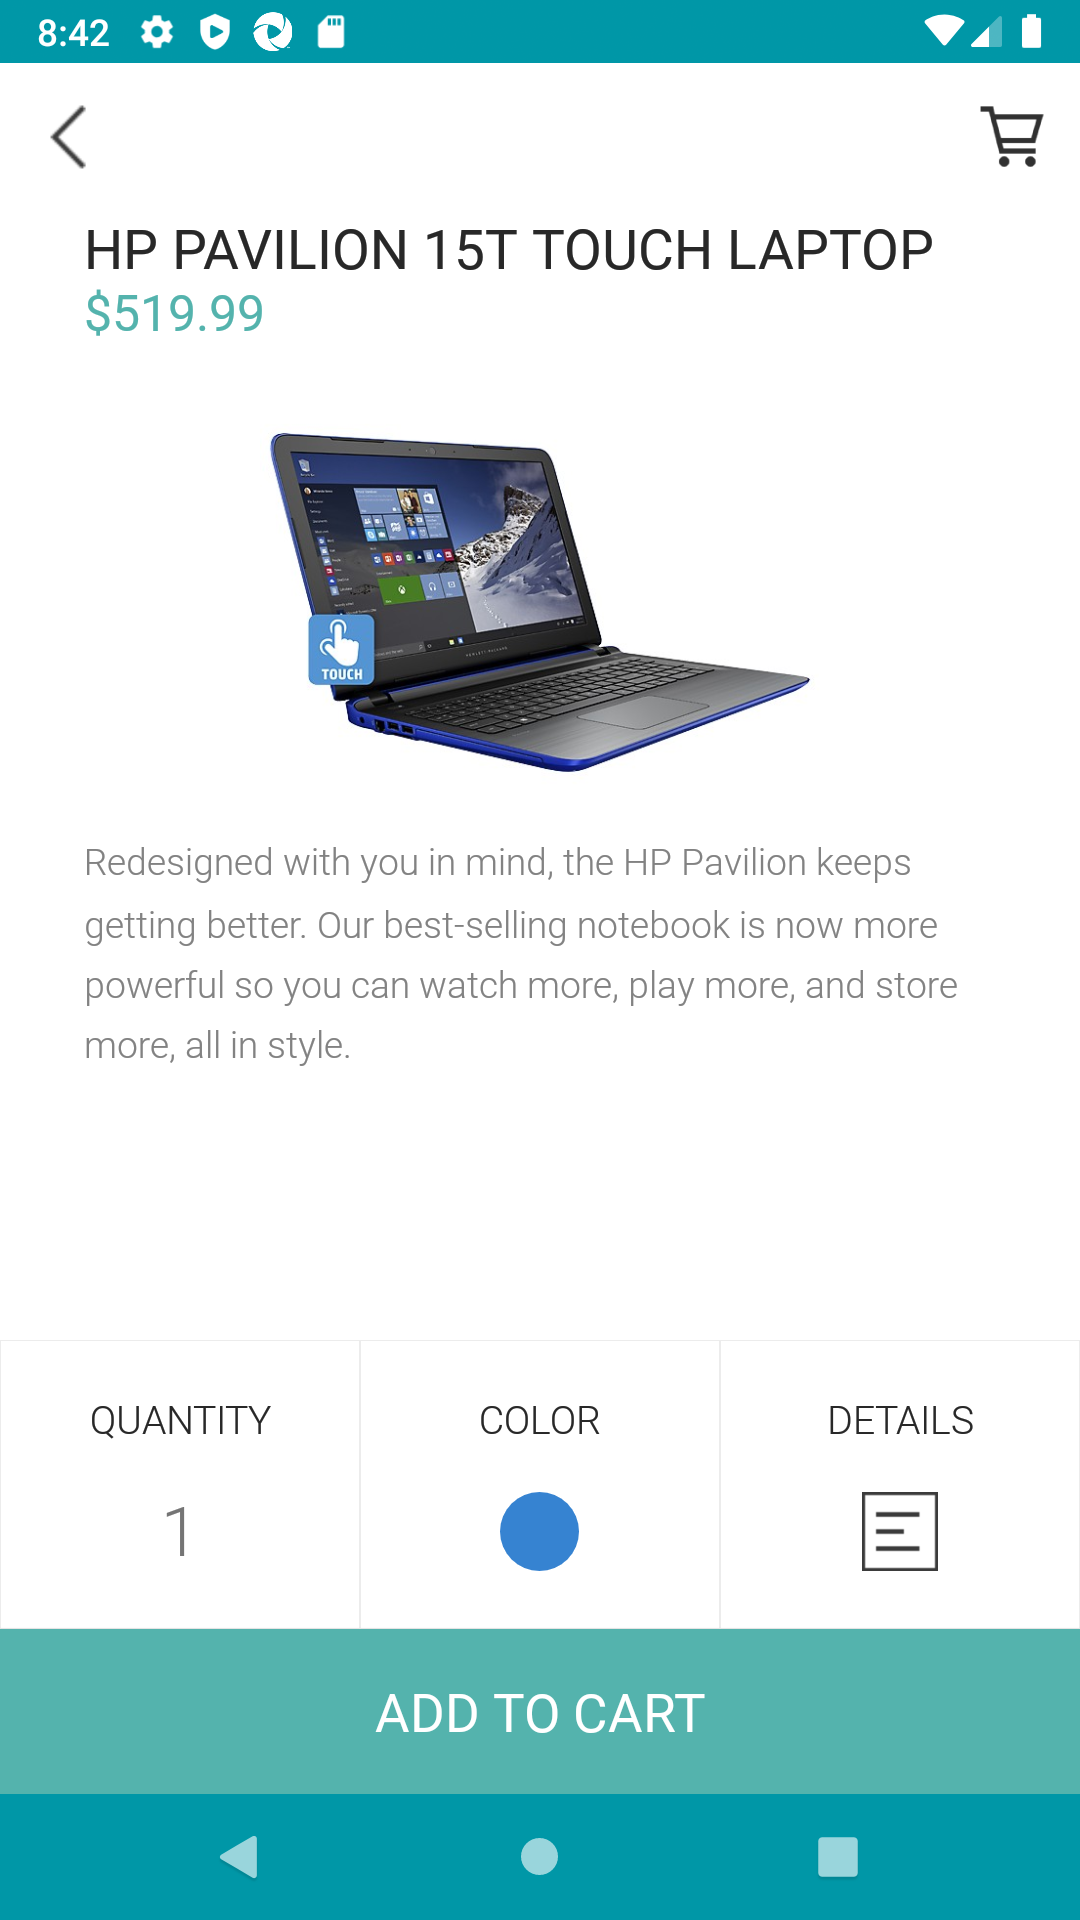 8:42
HP PAVILION 15T TOUCH LAPTOP
$519.99
TOUCH
Redesigned with you in mind, the HP Pavilion keeps
getting better. Our best-selling notebook is now more
powerful so you can watch more, play more, and store
more, all in style.
QUANTITY
COLOR
DETAILS
1
ADD TO CART